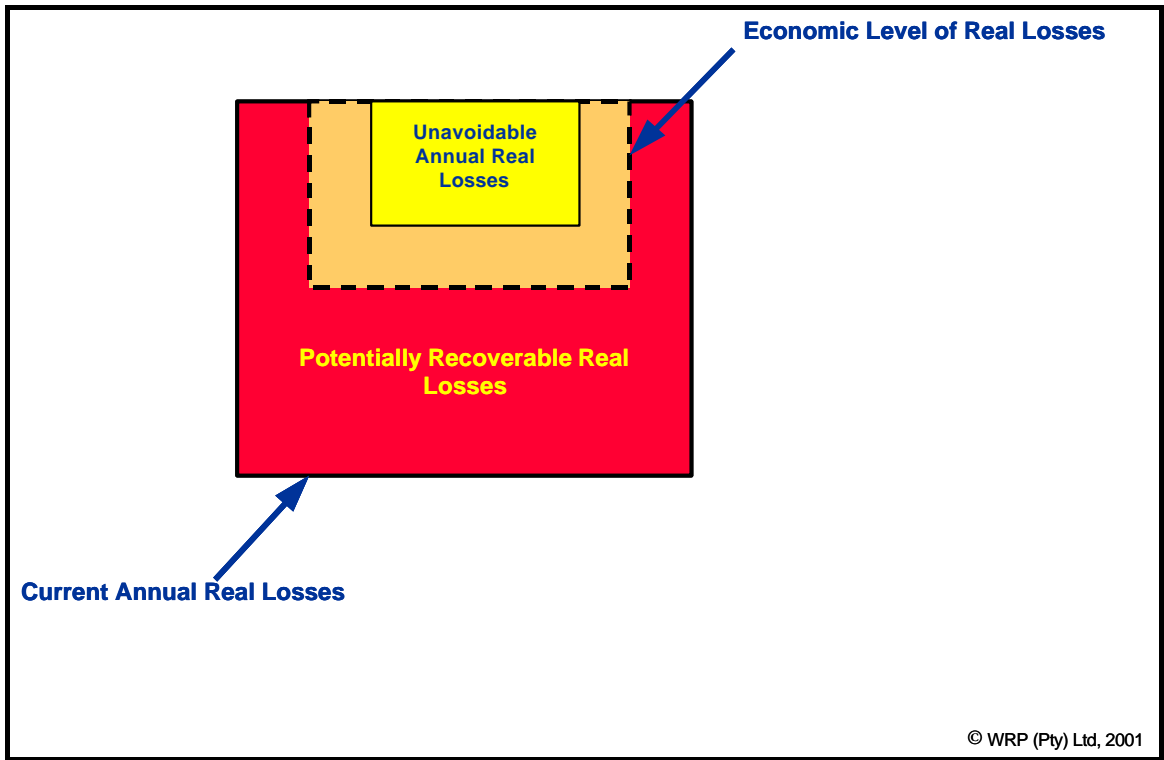 Economic Level of Real Losses
Unavoidable
Annual Real
Losses
Potentially Recoverable Real
Losses
Current Annual Real Losses
© WRP (Pty) Ltd, 2001